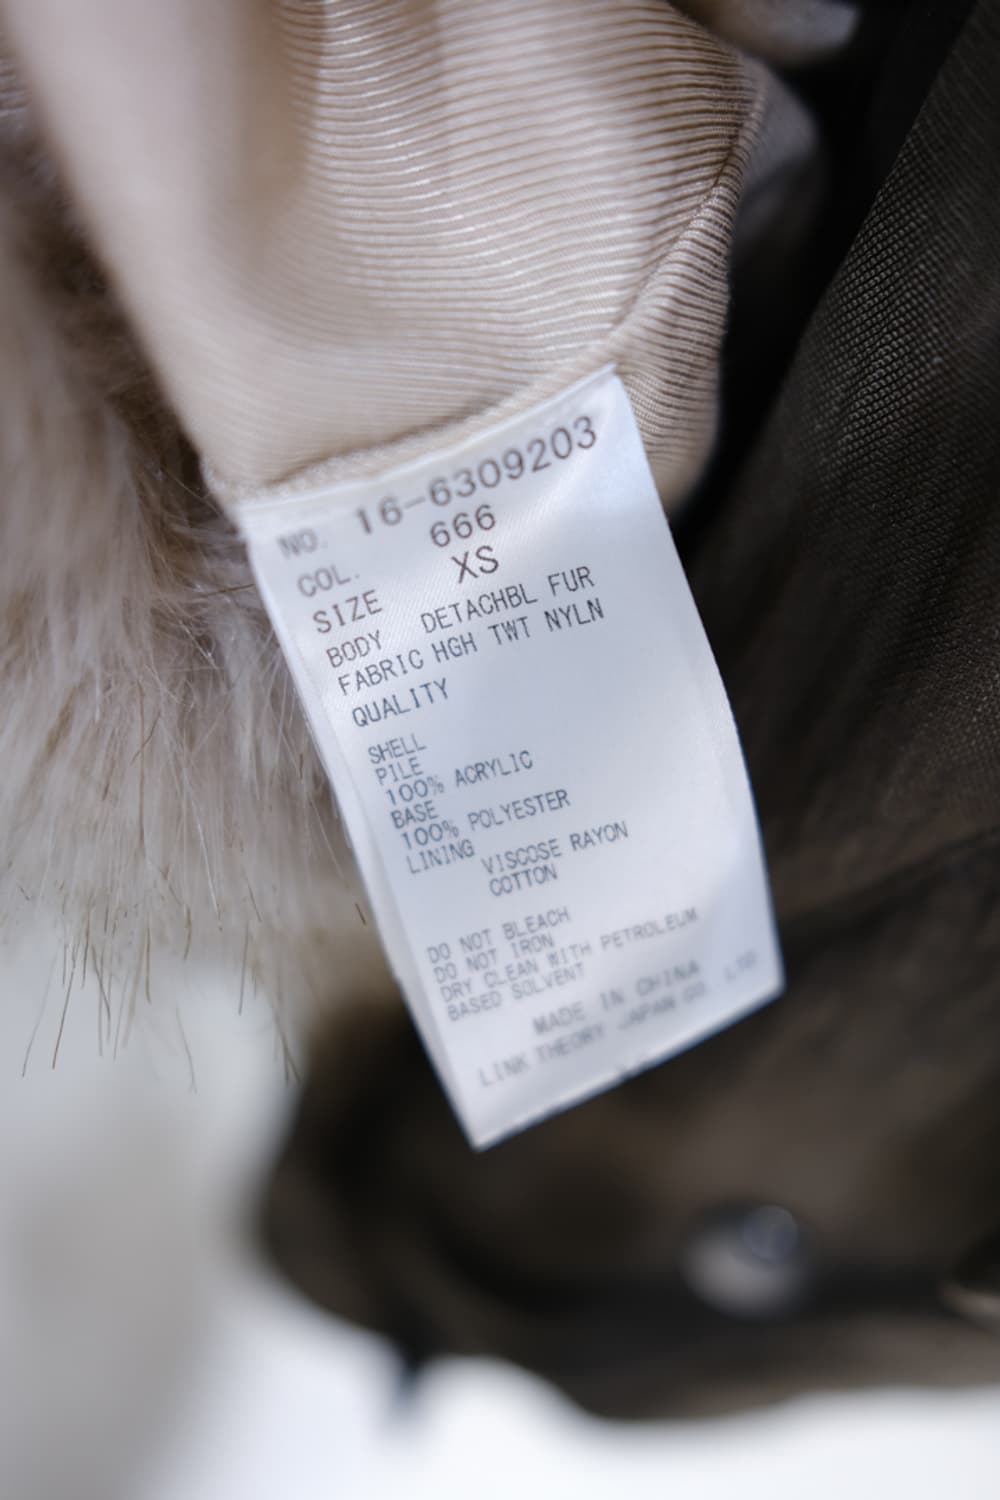 NO. 16-6309203
COL. 666
SIZE XS
BODY DETACHBL FUR
FABRIC HGH TWT NYLN
QUALITY
SHELL
PILE
100% ACRYLIC
BASE
100% POLYESTER
LINING
VISCOSE RAYON
COTTON
DO NOT BLEACH
DO NOT IRON
DRY CLEAN WITH PETROLEUM
BASED SOLVENT
MADE IN CHINA
LINK THEORY JAPAN CO. LTD